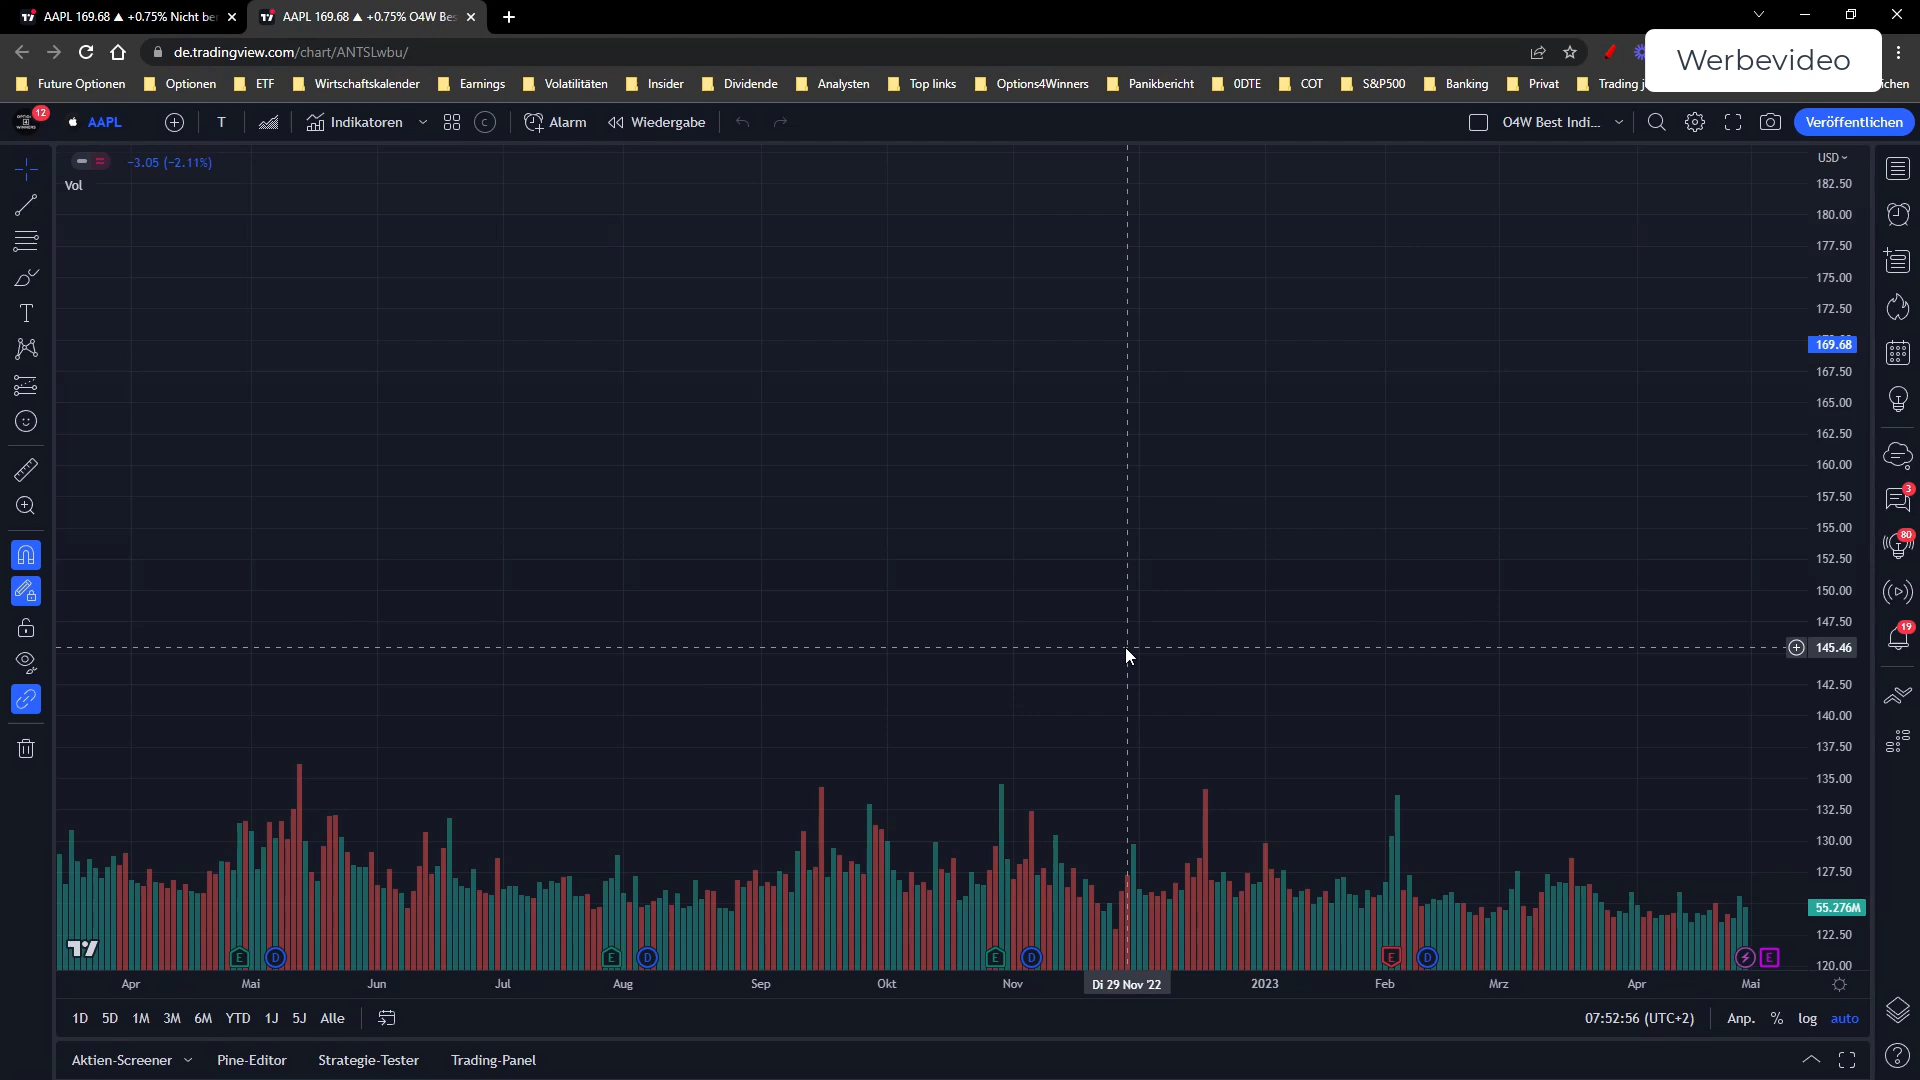 AAPL 169.68 ▲ +0.75% Nicht be
AAPL 169.68 ▲ +0.75% O4W Bes
de.tradingview.com/chart/ANTSLwbu/
Werbevideo
Future Optionen
Optionen
ETF
Wirtschaftskalender
Earnings
Volatilitäten
Insider
Dividende
Analysten
Top links
Options4Winners
Panikbericht
0DTE
COT
S&P500
Banking
Privat
Trading j
ichen
12
AAPL
T
Indikatoren
Alarm
Wiedergabe
O4W Best Indi...
Veröffentlichen
−3.05 (−2.11%)
Vol
USD
182.50
180.00
177.50
175.00
172.50
169.68
167.50
165.00
162.50
160.00
157.50
155.00
152.50
150.00
147.50
145.46
142.50
140.00
137.50
135.00
132.50
130.00
127.50
55.276M
122.50
120.00
3
80
19
E D E D E D E D E
Apr Mai Jun Jul Aug Sep Okt Nov Di 29 Nov '22 2023 Feb Mrz Apr Mai
1D 5D 1M 3M 6M YTD 1J 5J Alle
07:52:56 (UTC+2)
Anp. % log auto
Aktien-Screener Pine-Editor Strategie-Tester Trading-Panel